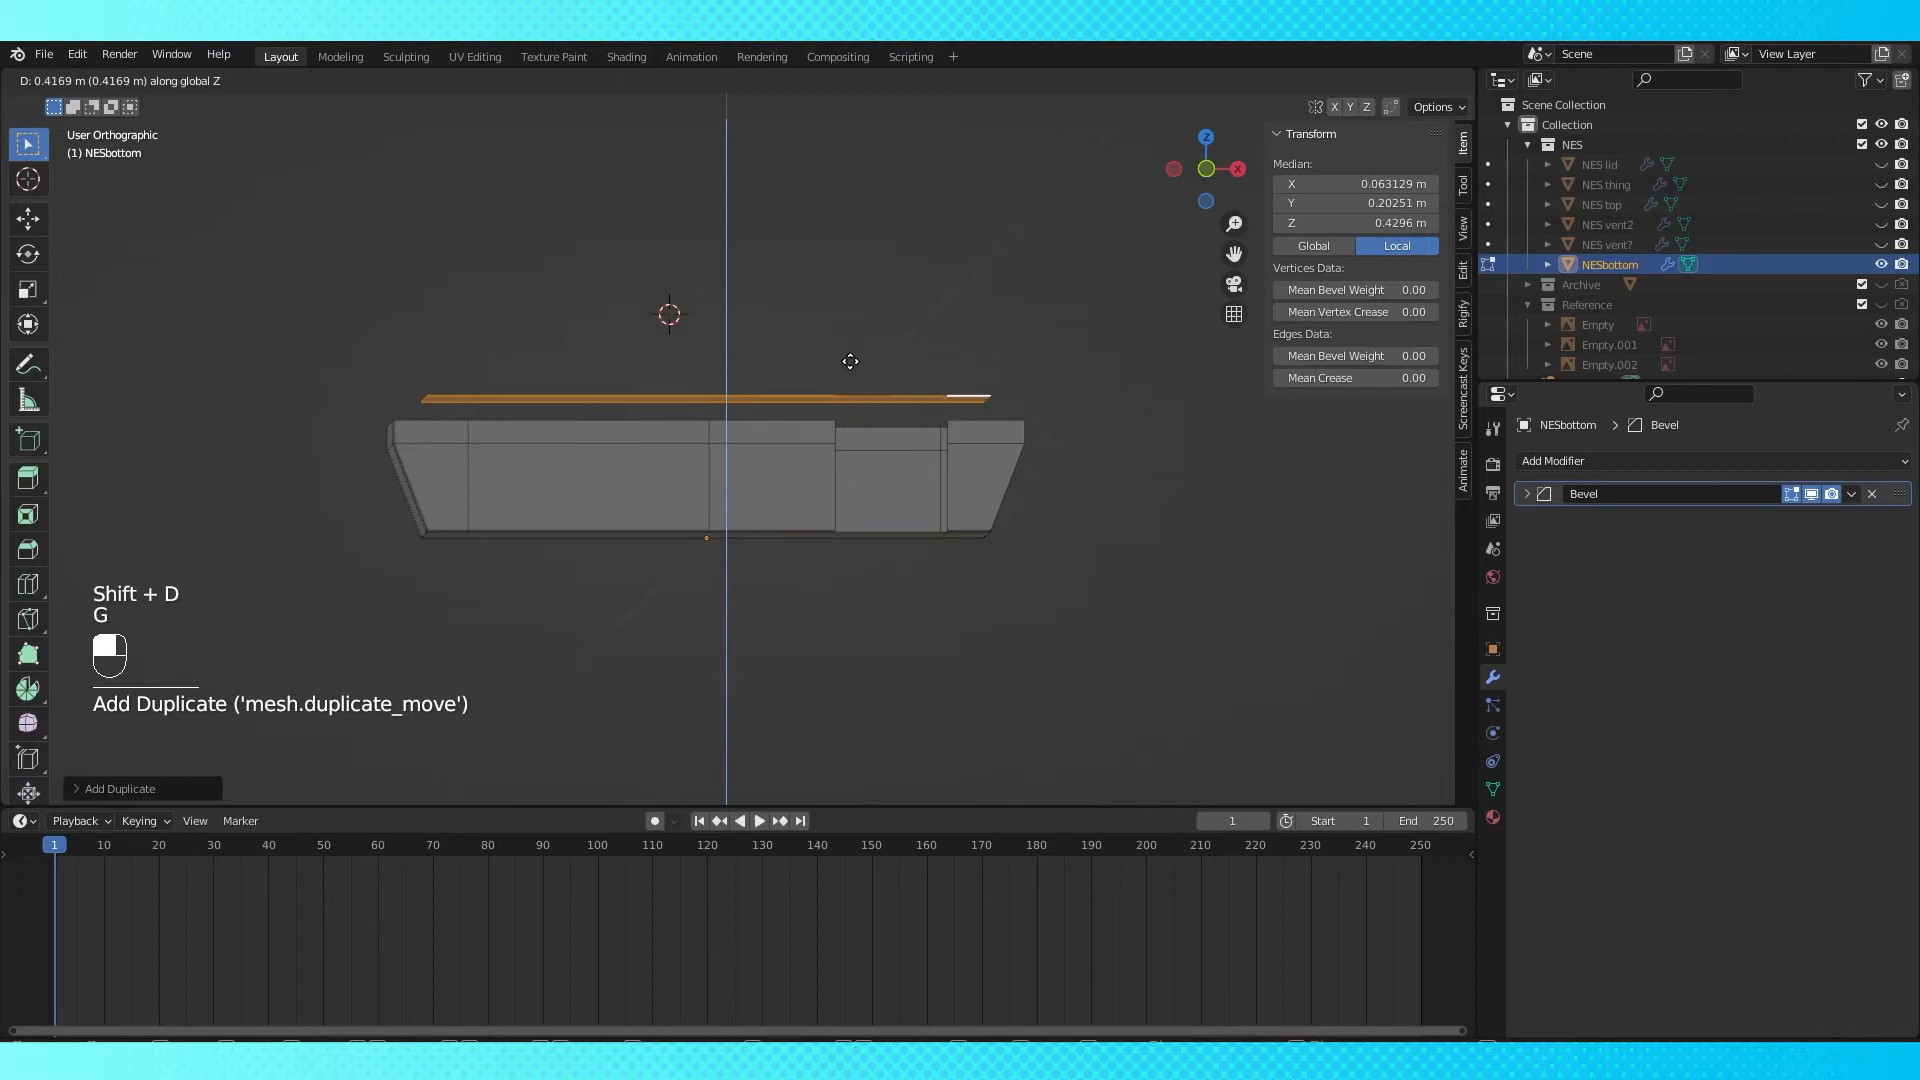 File Edit Render Window Help
Layout Modeling Sculpting UV Editing Texture Paint Shading Animation Rendering Compositing Scripting +
Scene
View Layer
D: 0.4169 m (0.4169 m) along global Z
X Y Z
Options
User Orthographic
(1) NESbottom
Z
X
Transform
Median:
X 0.063129 m
Y 0.20251 m
Z 0.4296 m
Global Local
Vertices Data:
Mean Bevel Weight 0.00
Mean Vertex Crease 0.00
Edges Data:
Mean Bevel Weight 0.00
Mean Crease 0.00
Item
Tool
View
Edit
Rigify
Screencast Keys
Animate
Shift + D
G
Add Duplicate ('mesh.duplicate_move')
Add Duplicate
Scene Collection
Collection
NES
NES lid
NES thing
NES top
NES vent2
NES vent?
NESbottom
Archive
Reference
Empty
Empty.001
Empty.002
NESbottom > Bevel
Add Modifier
Bevel
Playback Keying View Marker
1
Start 1
End 250
1 10 20 30 40 50 60 70 80 90 100 110 120 130 140 150 160 170 180 190 200 210 220 230 240 250